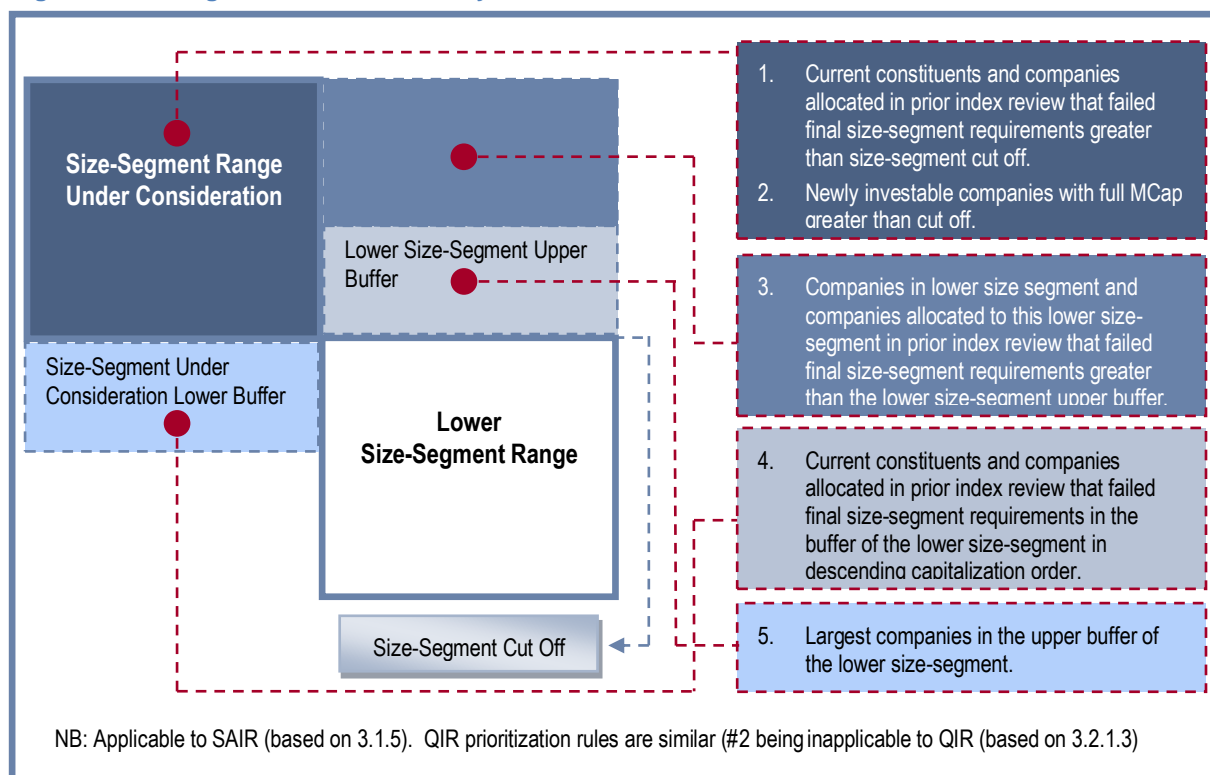 Size-Segment Range
Under Consideration
Lower Size-Segment Upper
Buffer
Size-Segment Under
Consideration Lower Buffer
Lower
Size-Segment Range
Size-Segment Cut Off
1. Current constituents and companies
allocated in prior index review that failed
final size-segment requirements greater
than size-segment cut off.
2. Newly investable companies with full MCap
greater than cut off.
3. Companies in lower size segment and
companies allocated to this lower size-
segment in prior index review that failed
final size-segment requirements greater
than the lower size-segment upper buffer.
4. Current constituents and companies
allocated in prior index review that failed
final size-segment requirements in the
buffer of the lower size-segment in
descending capitalization order.
5. Largest companies in the upper buffer of
the lower size-segment.
NB: Applicable to SAIR (based on 3.1.5). QIR prioritization rules are similar (#2 being inapplicable to QIR (based on 3.2.1.3)